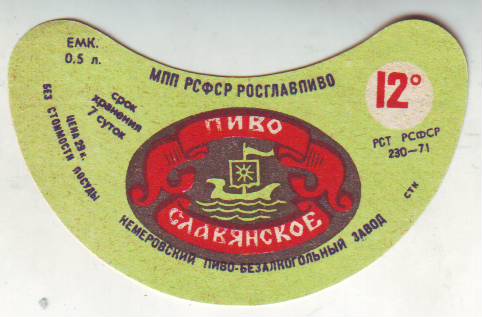 ЕМК.
0,5 л.
МПП РСФСР РОСГЛАВПИВО
12°
РСТ РСФСР
230—71
стк
срок
хранения
7 суток
ЦЕНА 29 к.
БЕЗ СТОИМОСТИ ПОСУДЫ
ПИВО
СЛАВЯНСКОЕ
КЕМЕРОВСКИЙ ПИВО-БЕЗАЛКОГОЛЬНЫЙ ЗАВОД